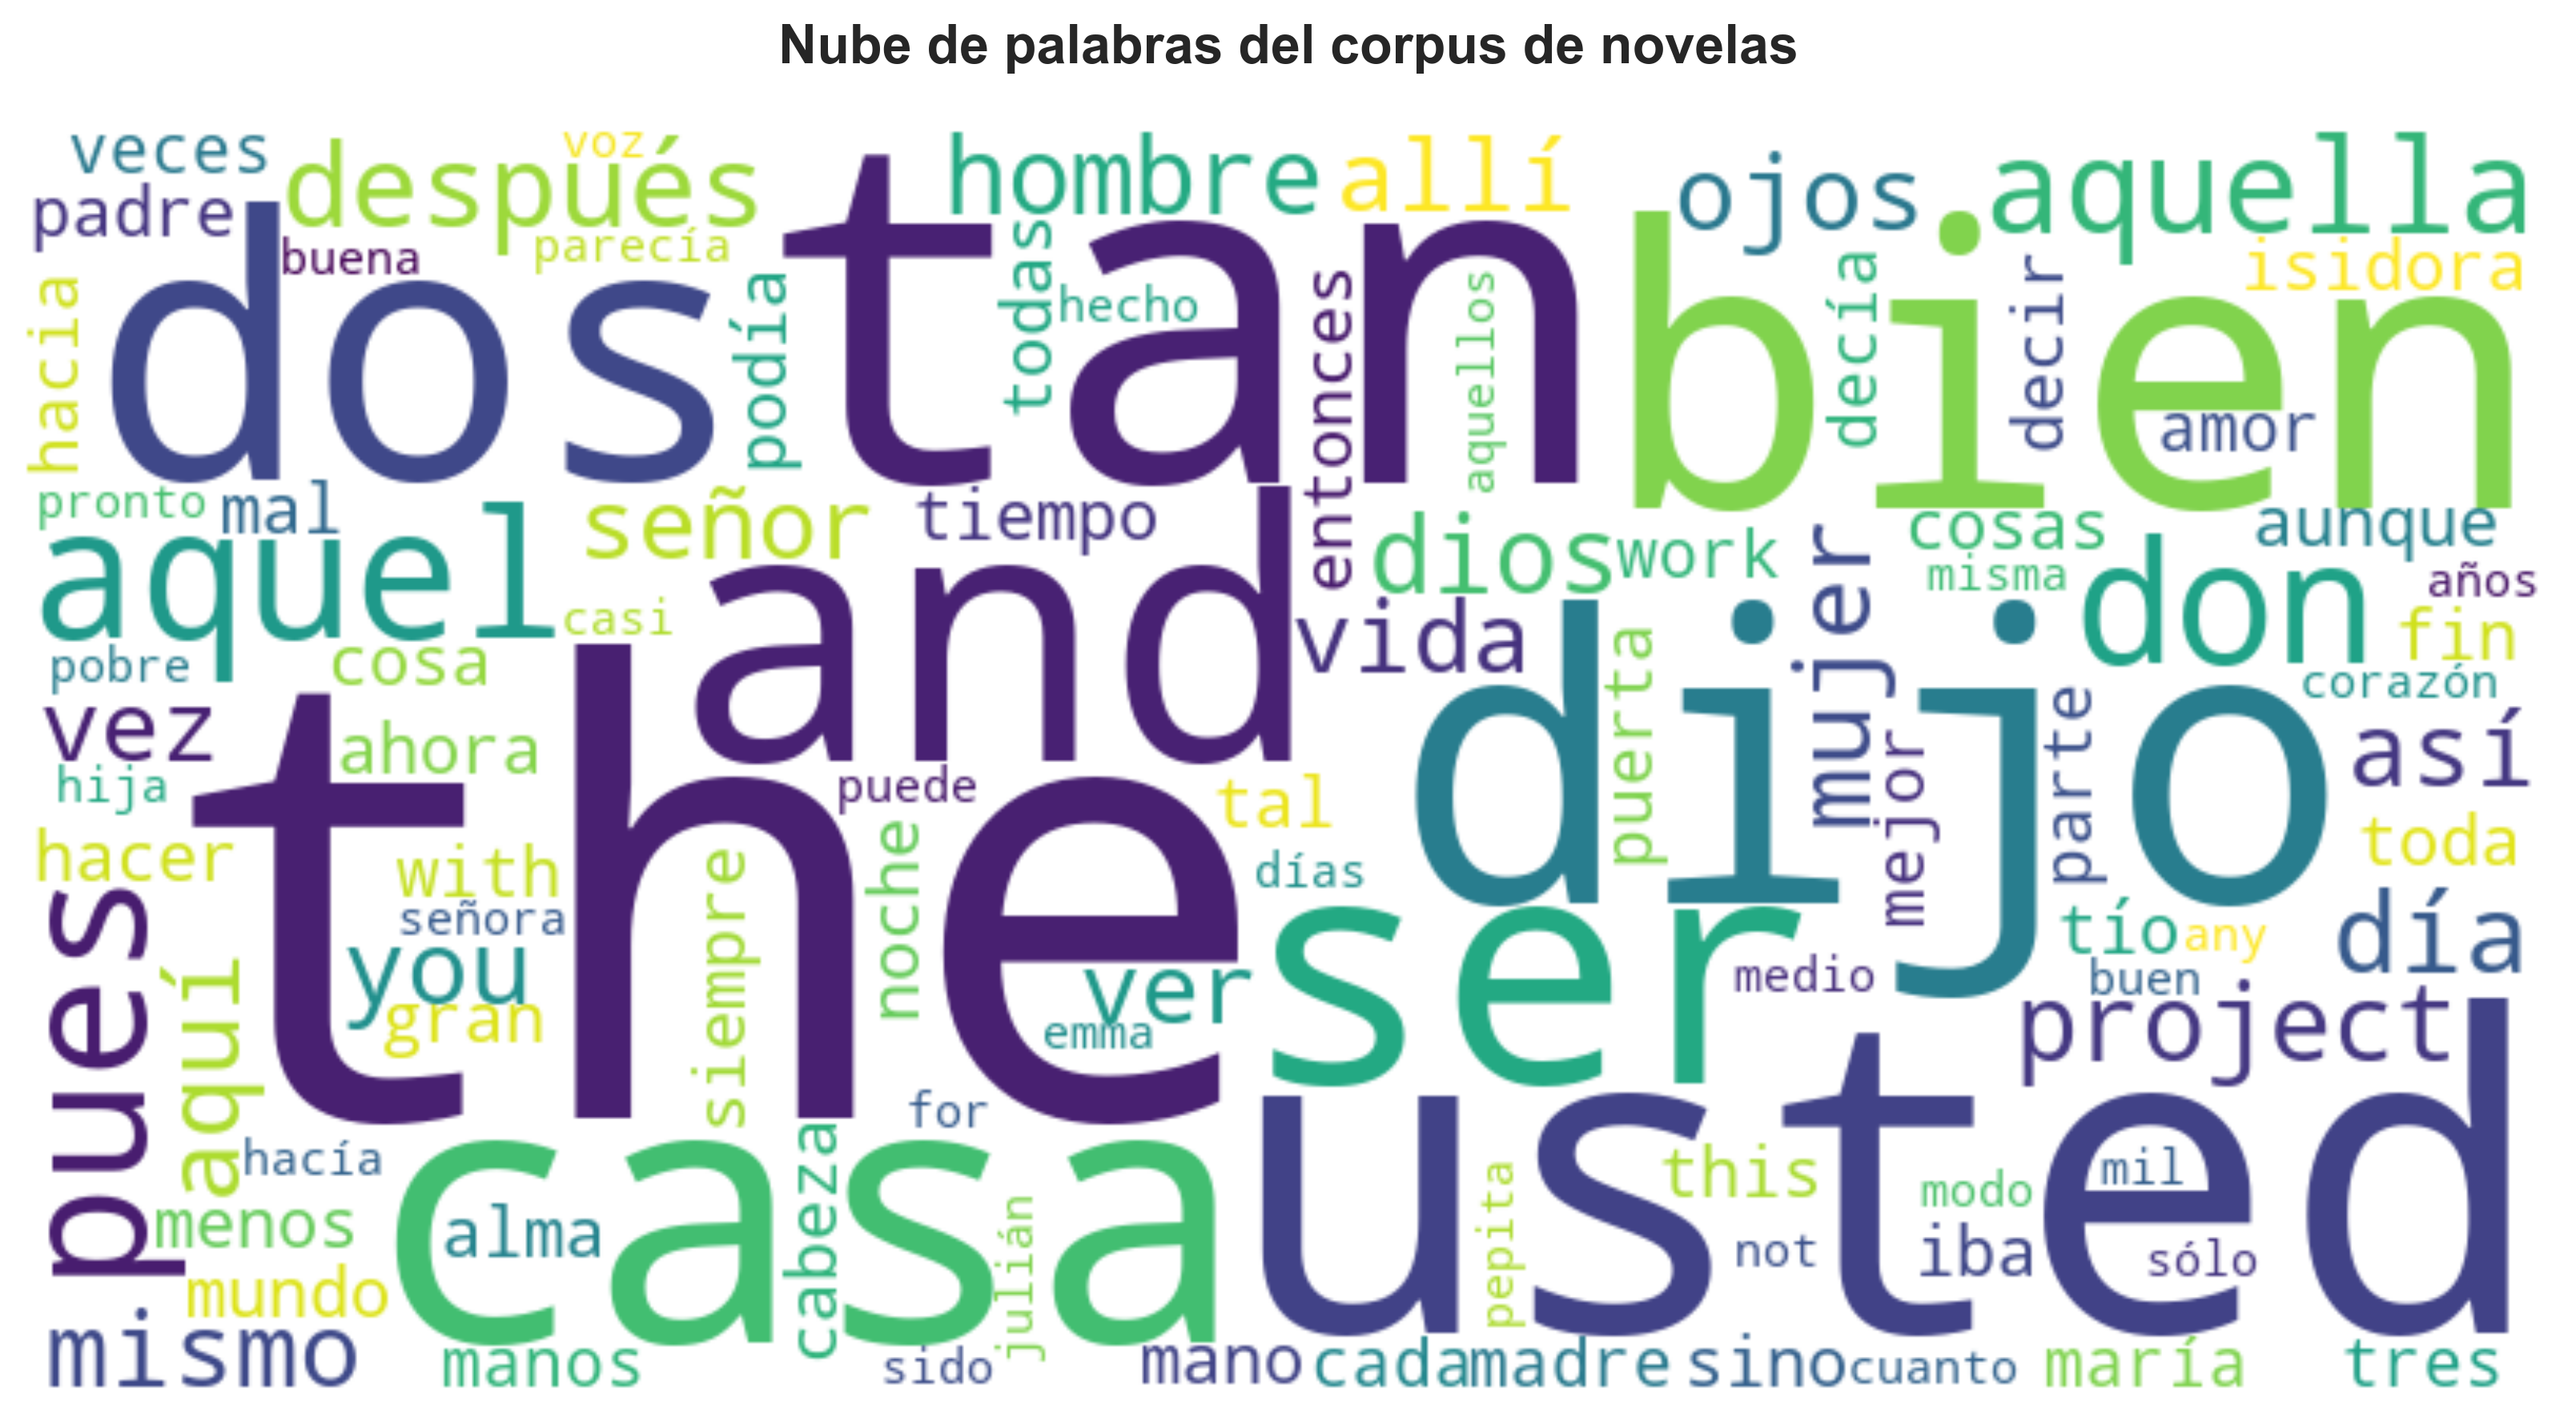 Nube de palabras del corpus de novelas
veces
voz
después
padre
buena
parecía
hombre
allí
ojos
aquella
isidora
hacia
dos
podía
tan
todas
hecho
entonces
aquellos
bien
decía
decir
amor
pronto
mal
señor
tiempo
aquel
casi
and
dios
work
cosas
misma
aunque
don
años
fin
pobre
cosa
vida
puerta
dijo
mujer
corazón
vez
ahora
the
puede
tal
mejor
parte
así
hija
hacer
with
señora
siempre
noche
días
toda
pues
you
gran
ver
emma
ser
medio
tío
any
buen
día
project
aquí
hacía
for
casa
cabeza
usted
this
mil
modo
menos
alma
julián
pepita
not
iba
sólo
mundo
mismo
manos
sido
mano
cada
madre
sino
cuanto
maría
tres